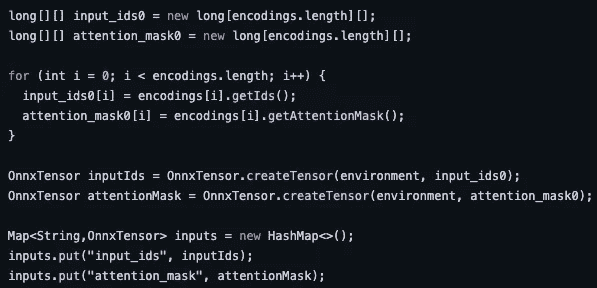 long[][] input_ids0 = new long[encodings.length][];
long[][] attention_mask0 = new long[encodings.length][];
for (int i = 0; i < encodings.length; i++) {
  input_ids0[i] = encodings[i].getIds();
  attention_mask0[i] = encodings[i].getAttentionMask();
}
OnnxTensor inputIds = OnnxTensor.createTensor(environment, input_ids0);
OnnxTensor attentionMask = OnnxTensor.createTensor(environment, attention_mask0);
Map<String,OnnxTensor> inputs = new HashMap<>();
inputs.put("input_ids", inputIds);
inputs.put("attention_mask", attentionMask);